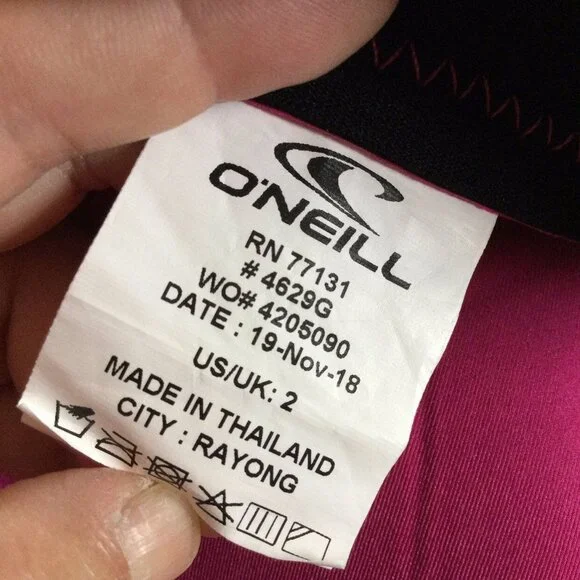 O'NEILL
RN 77131
# 4629G
WO# 4205090
DATE : 19-Nov-18
US/UK: 2
MADE IN THAILAND
CITY : RAYONG